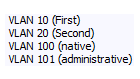 VLAN 10 (First)
VLAN 20 (Second)
VLAN 100 (native)
VLAN 101 (administrative)